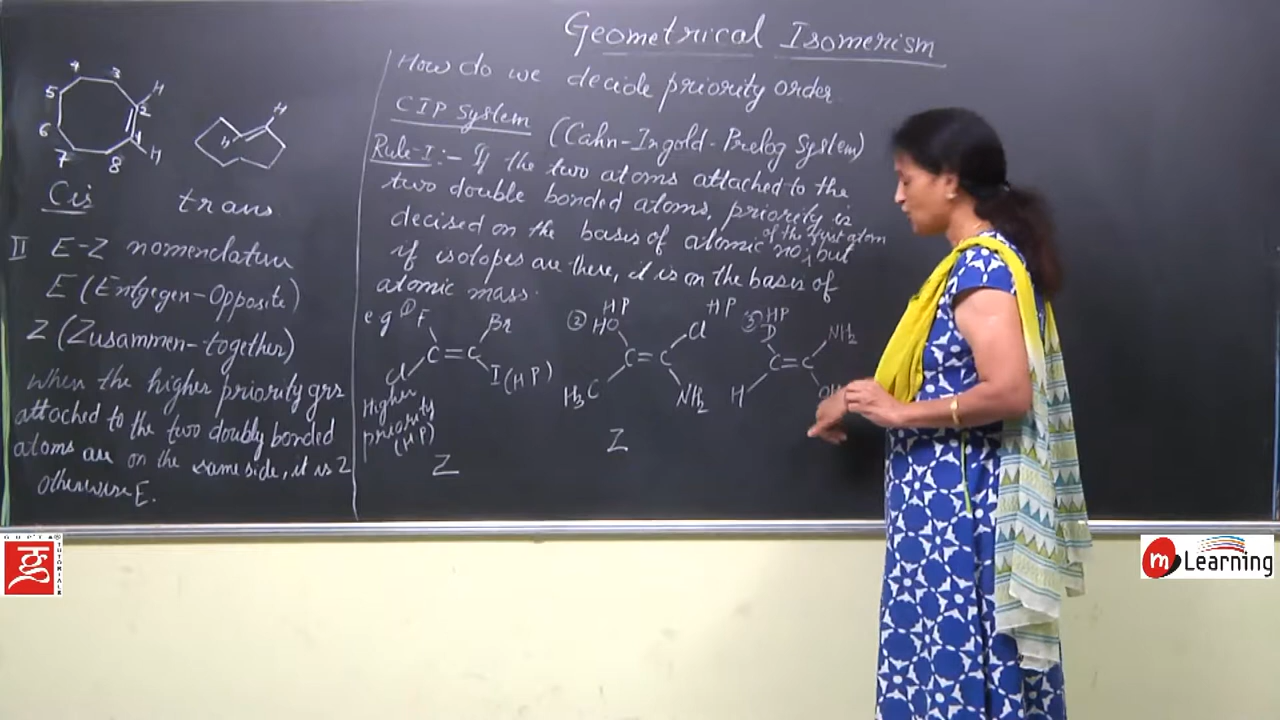 Geometrical Isomerism
4 3 H
5 2
6 1
7 8 H
H
H
Cis trans
II E-Z nomenclature
E (Entgegen-Opposite)
Z (Zusammen-together)
When the higher priority grs
attached to the two doubly bonded
atoms are on the same side, it is Z
otherwise E.
How do we decide priority order.
CIP System (Cahn-Ingold-Prelog System)
Rule-I:- If the two atoms attached to the
two double bonded atoms, priority is
decised on the basis of atomic no; but
of the first atom
if isotopes are there, it is on the basis of
atomic mass.
eg ① F Br
C=C
Cl I(HP)
Higher
priority
(HP)
Z
② HP HP
HO Cl
C=C
H3C NH2
Z
③ HP
D NH2
C=C
H OH
GUPTA®
TUTORIALS
m Learning